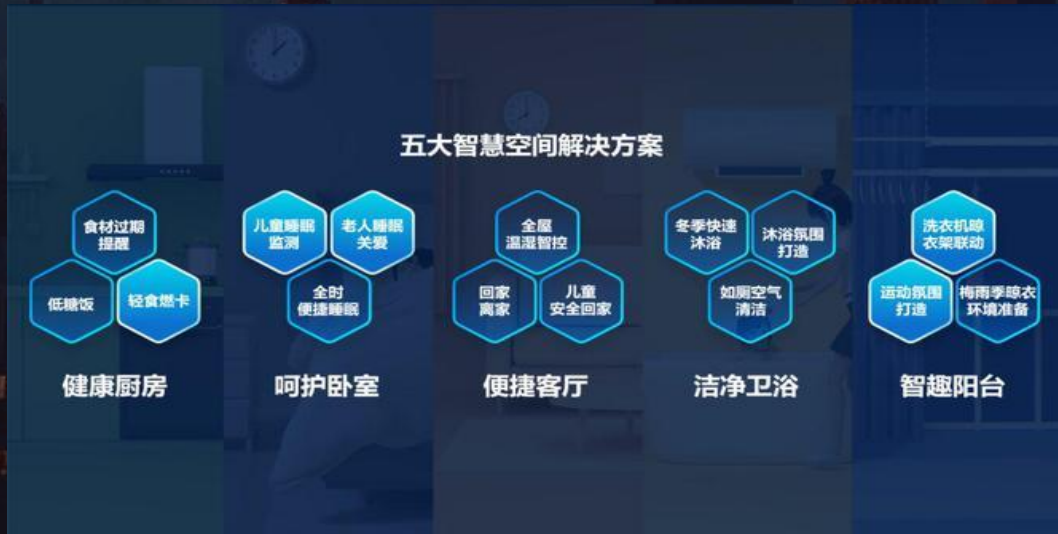 五大智慧空间解决方案
食材过期
提醒
低糖饭
轻食燃卡
健康厨房
儿童睡眠
监测
老人睡眠
关爱
全时
便捷睡眠
呵护卧室
全屋
温湿智控
回家
离家
儿童
安全回家
便捷客厅
冬季快速
沐浴
沐浴氛围
打造
如厕空气
清洁
洁净卫浴
洗衣机晾
衣架联动
运动氛围
打造
梅雨季晾衣
环境准备
智趣阳台